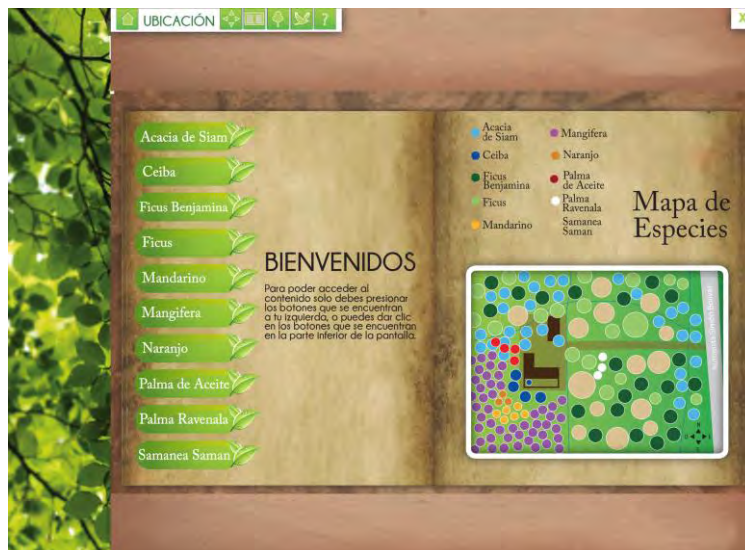 UBICACIÓN
?
X
Acacia de Siam
Ceiba
Ficus Benjamina
Ficus
Mandarino
Mangifera
Naranjo
Palma de Aceite
Palma Ravenala
Samanea Saman
BIENVENIDOS
Para poder acceder al
contenido solo debes presionar
los botones que se encuentran
a tu izquierda, o puedes dar clic
en los botones que se encuentran
en la parte inferior de la pantalla.
Acacia
de Siam
Ceiba
Ficus
Benjamina
Ficus
Mandarino
Mangifera
Naranjo
Palma
de Aceite
Palma
Ravenala
Samanea
Saman
Mapa de
Especies